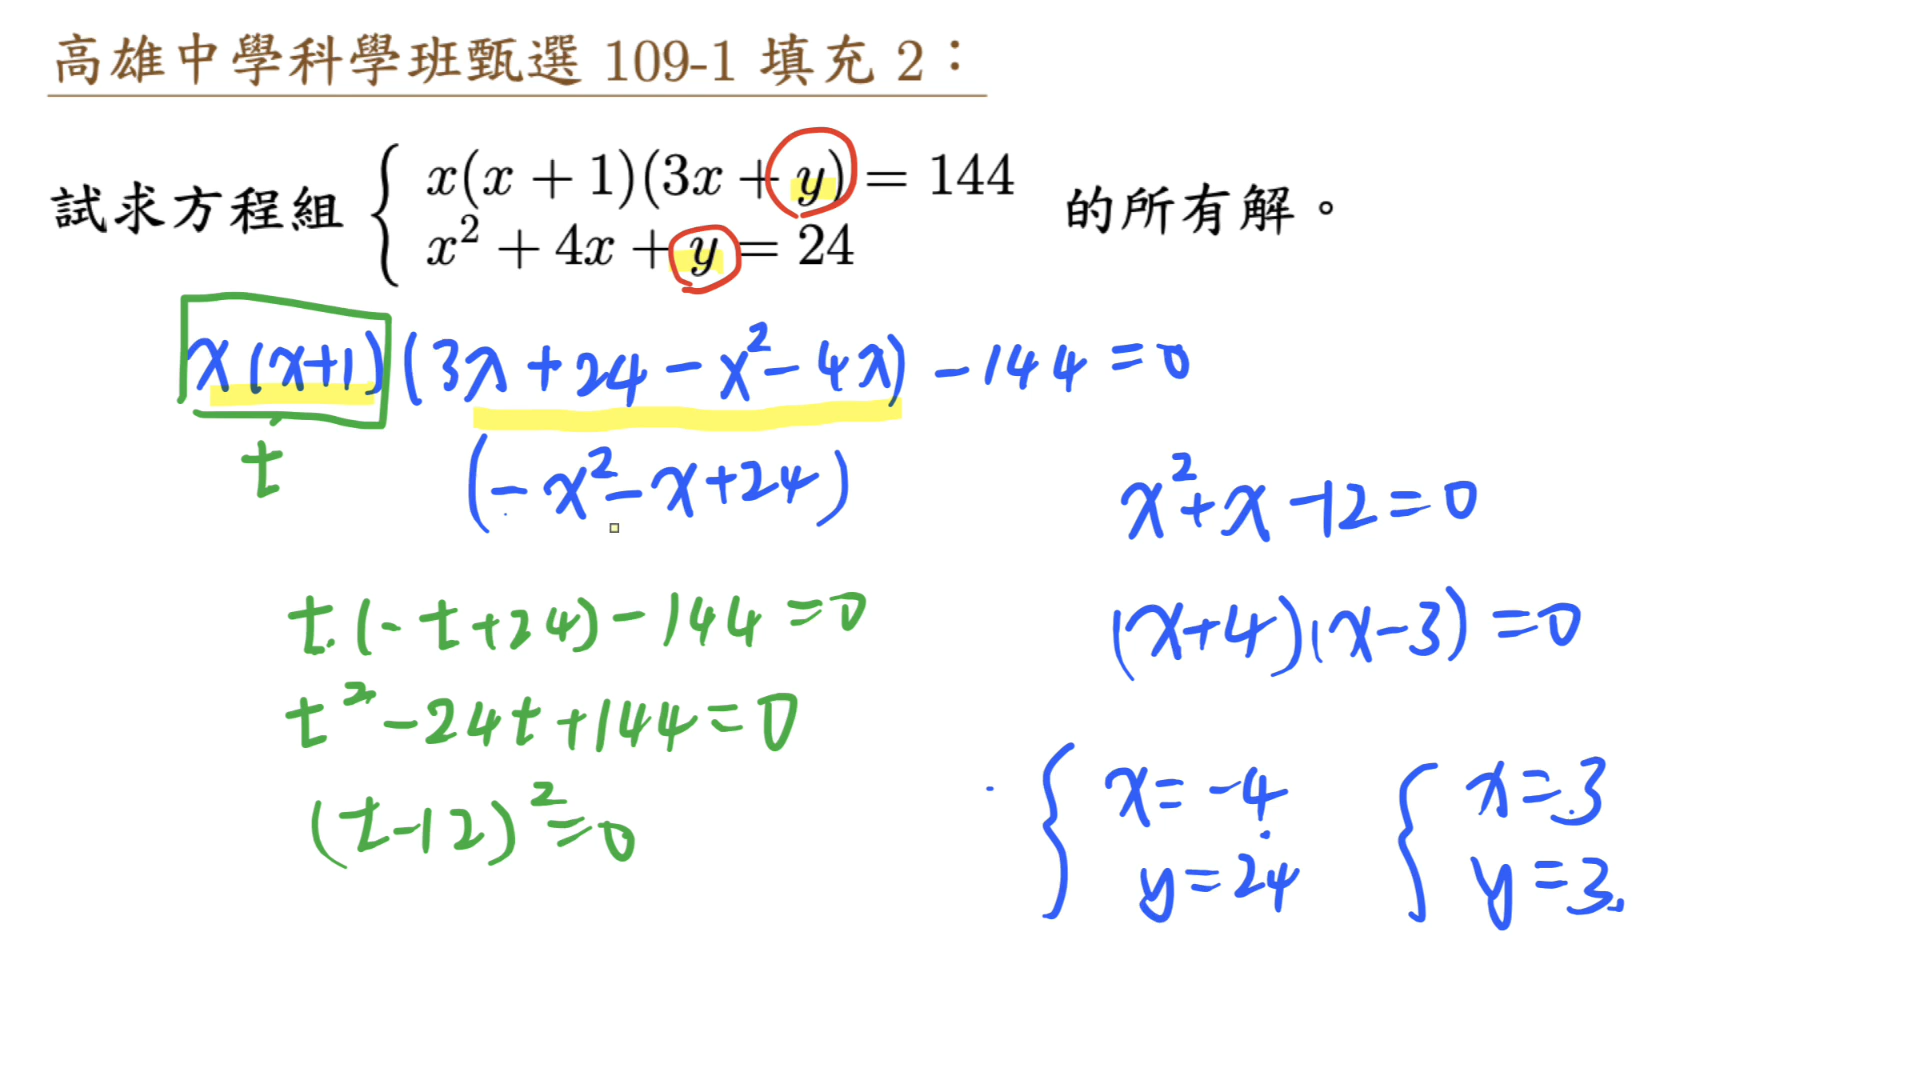 高雄中學科學班甄選 109-1 填充 2：
試求方程組 { x(x + 1)(3x + y) = 144
x² + 4x + y = 24 的所有解。
x(x+1)(3x+24-x²-4x)-144=0
t
(-x²-x+24)
t(-t+24)-144=0
t²-24t+144=0
(t-12)²=0
x²+x-12=0
(x+4)(x-3)=0
{ x=-4 { x=3
y=24 y=3